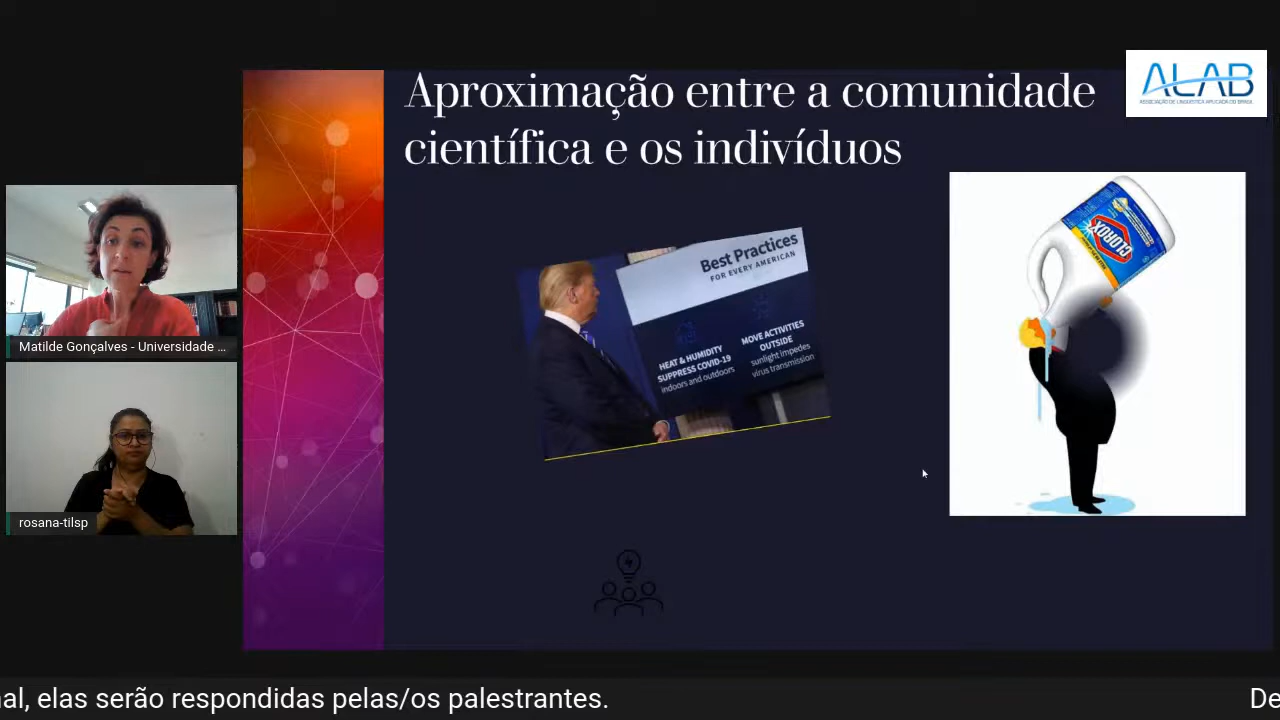 Aproximação entre a comunidade
científica e os indivíduos
ALAB
ASSOCIAÇÃO DE LINGUÍSTICA APLICADA DO BRASIL
Best Practices
FOR EVERY AMERICAN
HEAT & HUMIDITY
SUPPRESS COVID-19
indoors and outdoors
MOVE ACTIVITIES
OUTSIDE
sunlight impedes
virus transmission
CLOROX
Matilde Gonçalves - Universidade ...
rosana-tilsp
al, elas serão respondidas pelas/os palestrantes.
De